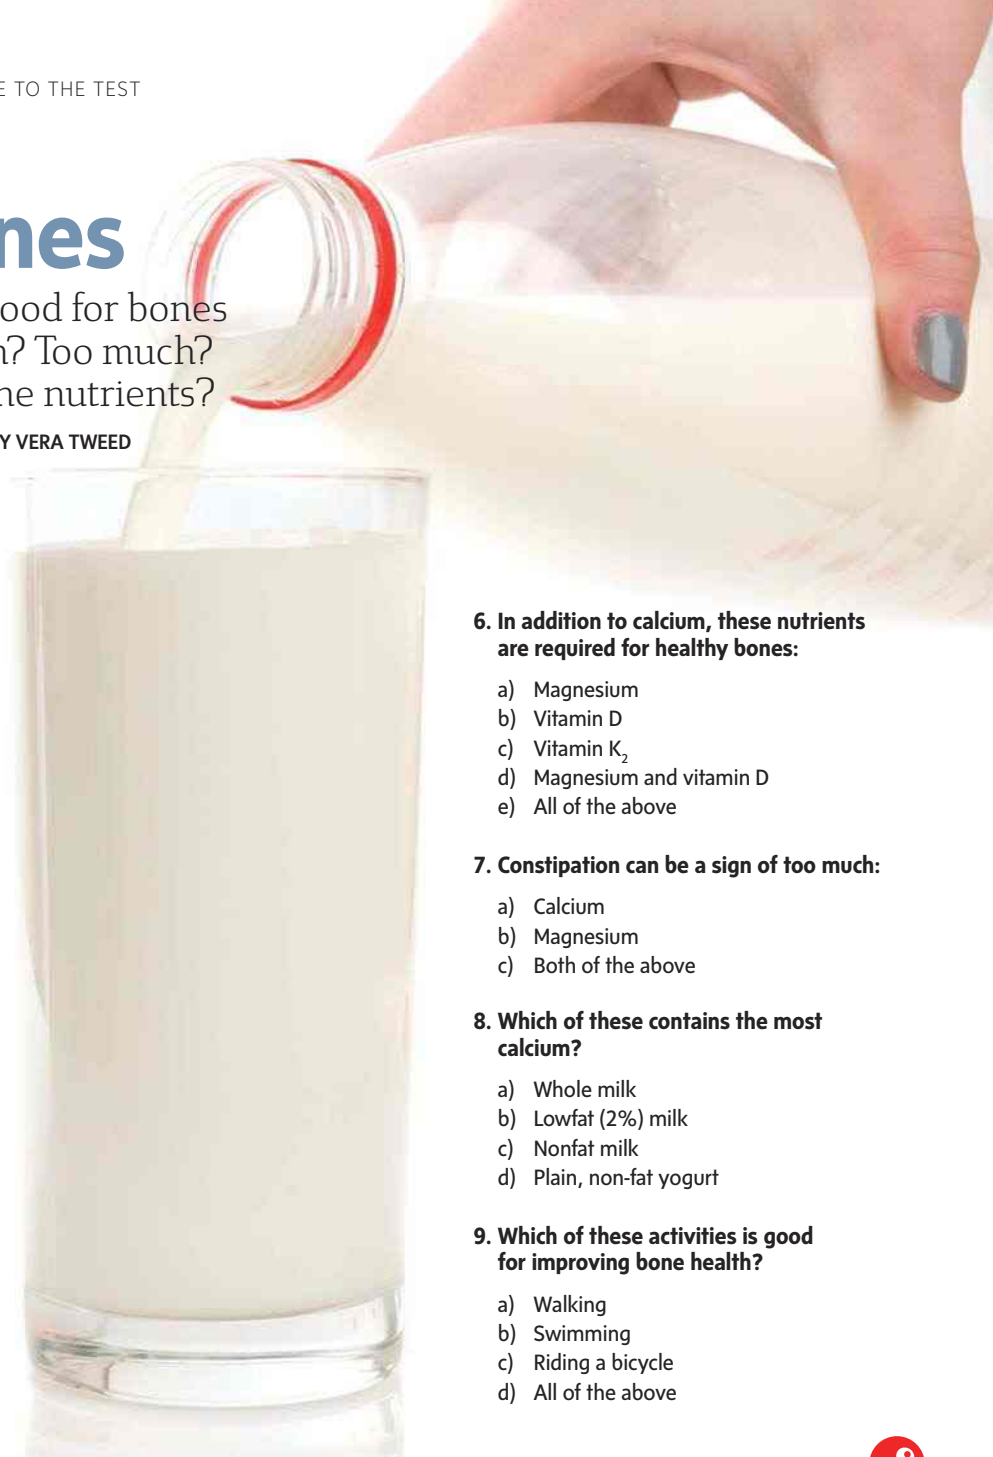 E TO THE TEST
nes
ood for bones
n? Too much?
he nutrients?
Y VERA TWEED
6. In addition to calcium, these nutrients
are required for healthy bones:
a) Magnesium
b) Vitamin D
c) Vitamin K₂
d) Magnesium and vitamin D
e) All of the above
7. Constipation can be a sign of too much:
a) Calcium
b) Magnesium
c) Both of the above
8. Which of these contains the most
calcium?
a) Whole milk
b) Lowfat (2%) milk
c) Nonfat milk
d) Plain, non-fat yogurt
9. Which of these activities is good
for improving bone health?
a) Walking
b) Swimming
c) Riding a bicycle
d) All of the above